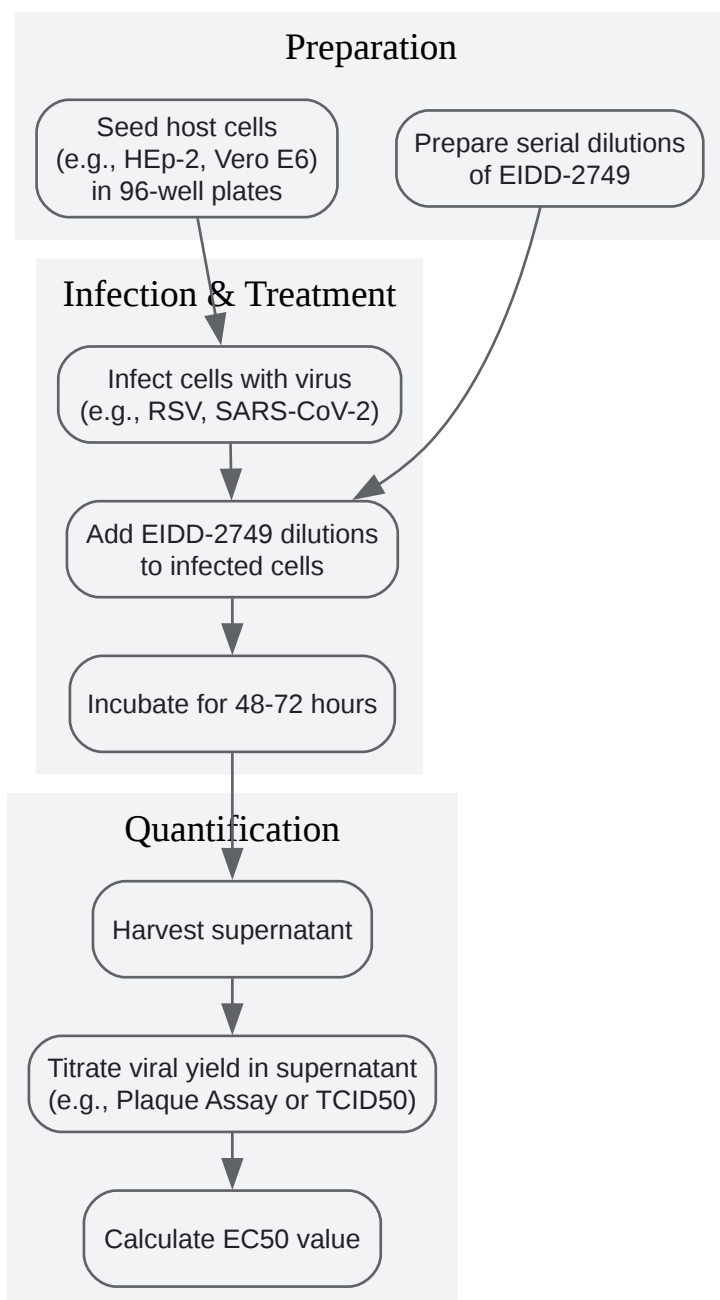 Preparation
Seed host cells
(e.g., HEp-2, Vero E6)
in 96-well plates
Prepare serial dilutions
of EIDD-2749
Infection & Treatment
Infect cells with virus
(e.g., RSV, SARS-CoV-2)
Add EIDD-2749 dilutions
to infected cells
Incubate for 48-72 hours
Quantification
Harvest supernatant
Titrate viral yield in supernatant
(e.g., Plaque Assay or TCID50)
Calculate EC50 value